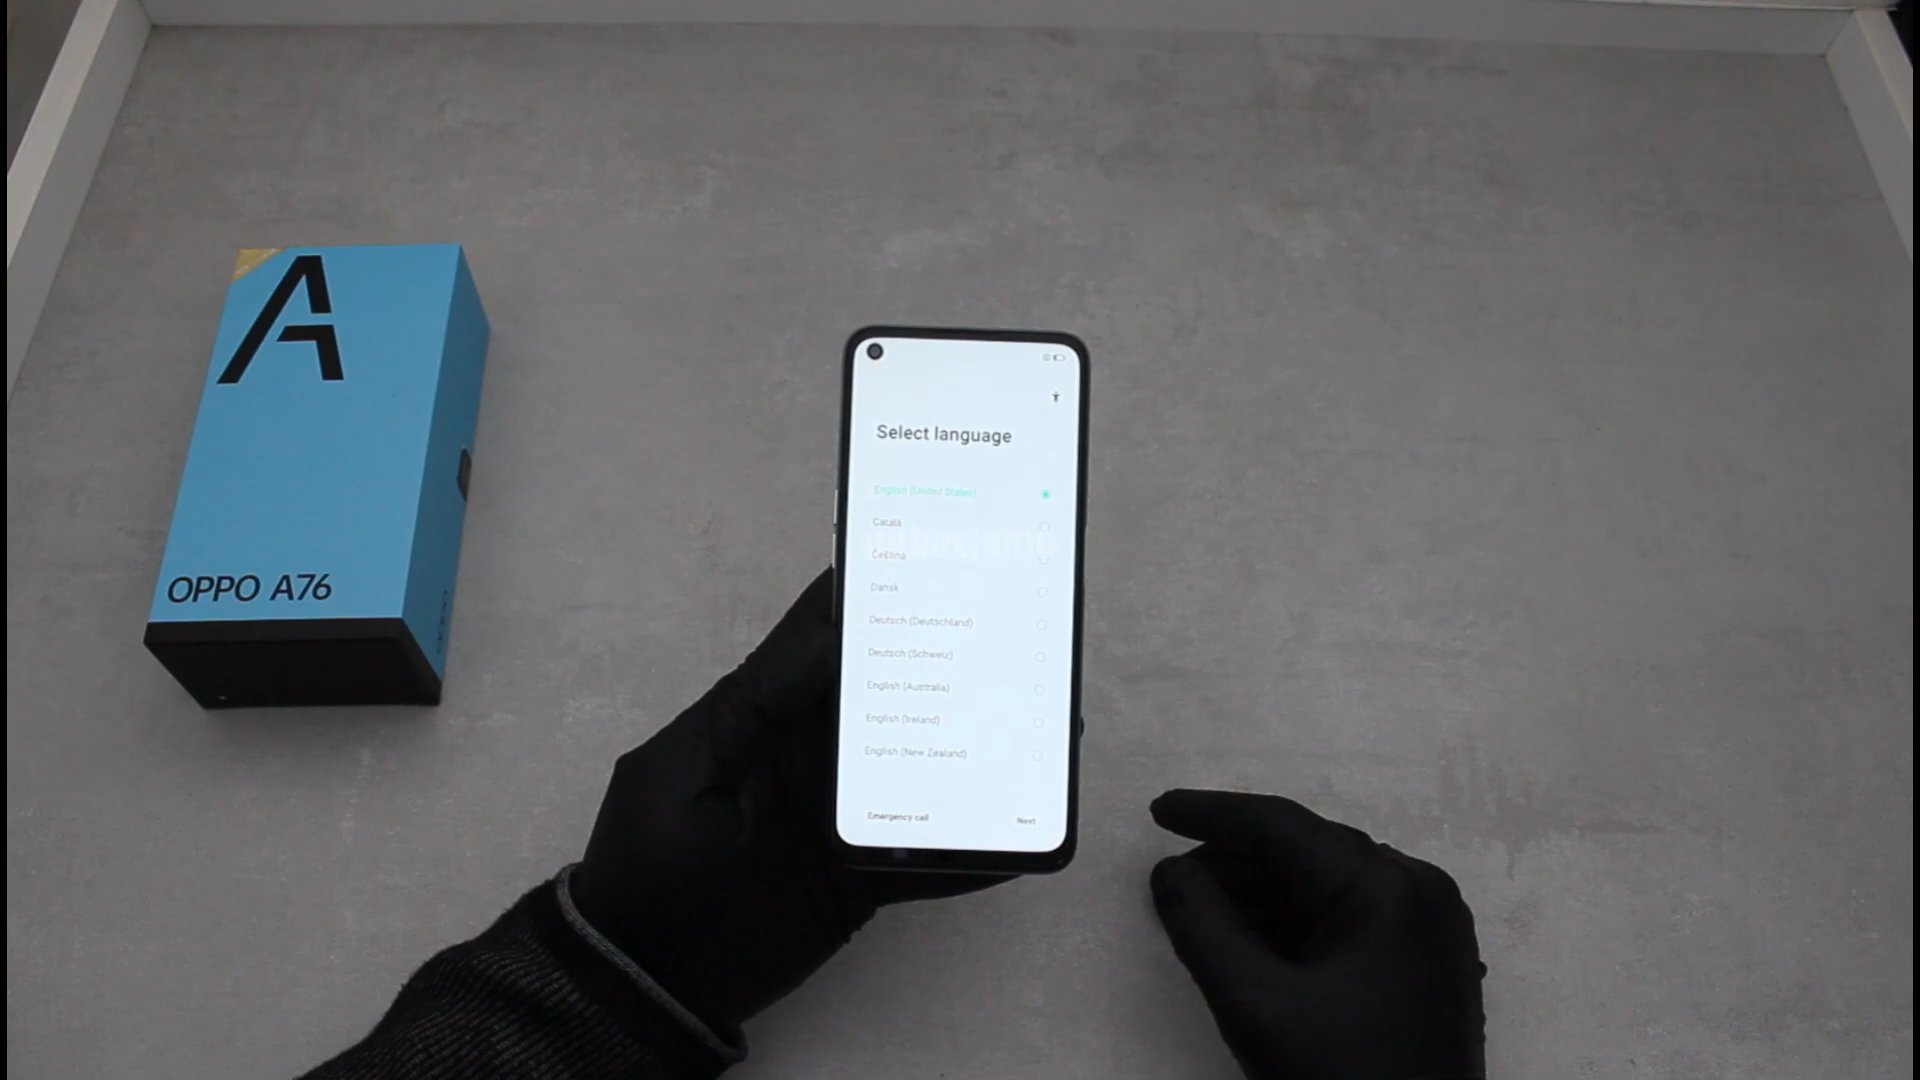 A
OPPO A76
Select language
English (United States)
Català
Čeština
Dansk
Deutsch (Deutschland)
Deutsch (Schweiz)
English (Australia)
English (Ireland)
English (New Zealand)
Emergency call
Next